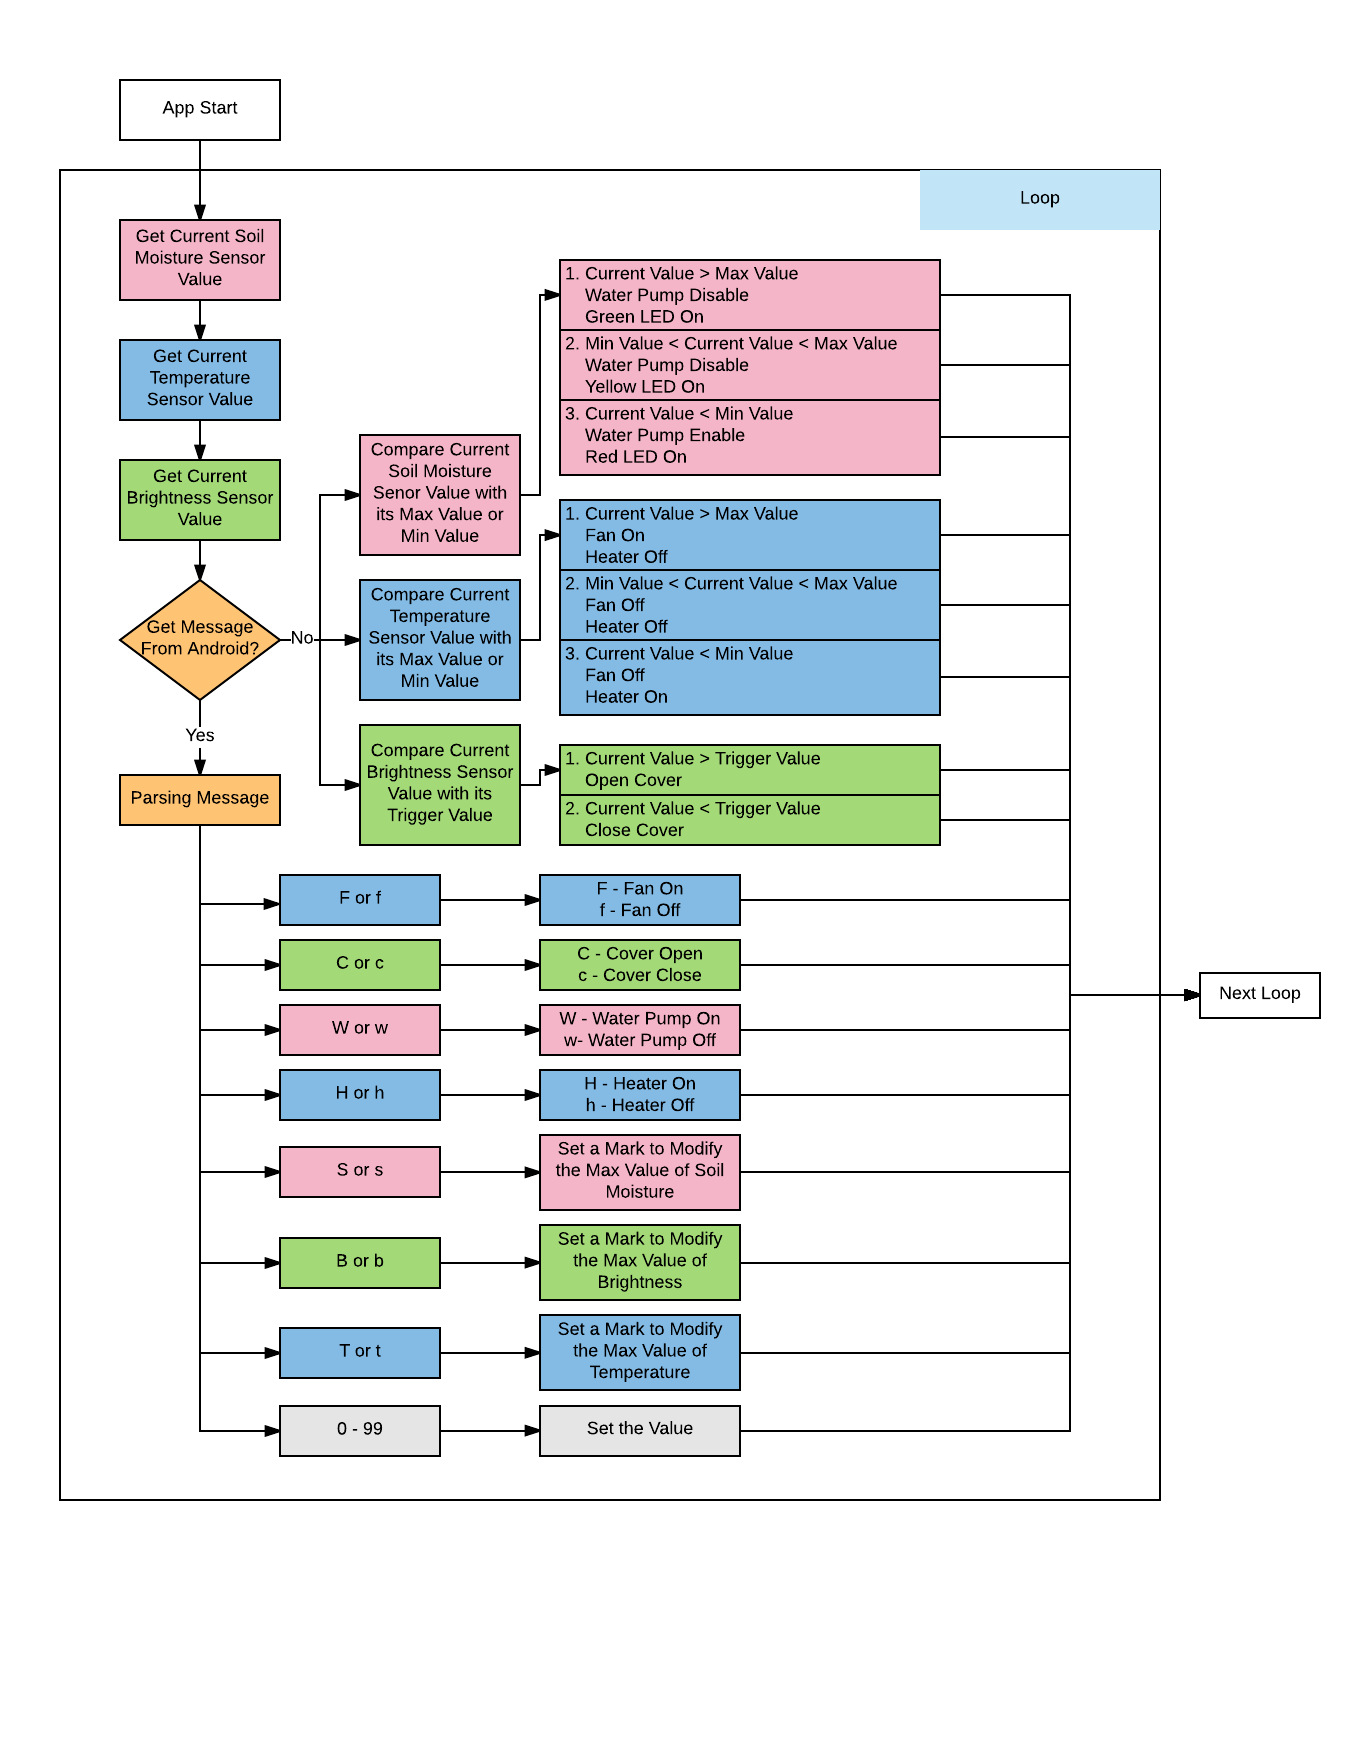 App Start
Loop
Get Current Soil
Moisture Sensor
Value
Get Current
Temperature
Sensor Value
Get Current
Brightness Sensor
Value
Get Message
From Android?
No
Yes
Parsing Message
Compare Current
Soil Moisture
Senor Value with
its Max Value or
Min Value
1. Current Value > Max Value
Water Pump Disable
Green LED On
2. Min Value < Current Value < Max Value
Water Pump Disable
Yellow LED On
3. Current Value < Min Value
Water Pump Enable
Red LED On
Compare Current
Temperature
Sensor Value with
its Max Value or
Min Value
1. Current Value > Max Value
Fan On
Heater Off
2. Min Value < Current Value < Max Value
Fan Off
Heater Off
3. Current Value < Min Value
Fan Off
Heater On
Compare Current
Brightness Sensor
Value with its
Trigger Value
1. Current Value > Trigger Value
Open Cover
2. Current Value < Trigger Value
Close Cover
F or f
F - Fan On
f - Fan Off
C or c
C - Cover Open
c - Cover Close
W or w
W - Water Pump On
w- Water Pump Off
H or h
H - Heater On
h - Heater Off
S or s
Set a Mark to Modify
the Max Value of Soil
Moisture
B or b
Set a Mark to Modify
the Max Value of
Brightness
T or t
Set a Mark to Modify
the Max Value of
Temperature
0 - 99
Set the Value
Next Loop